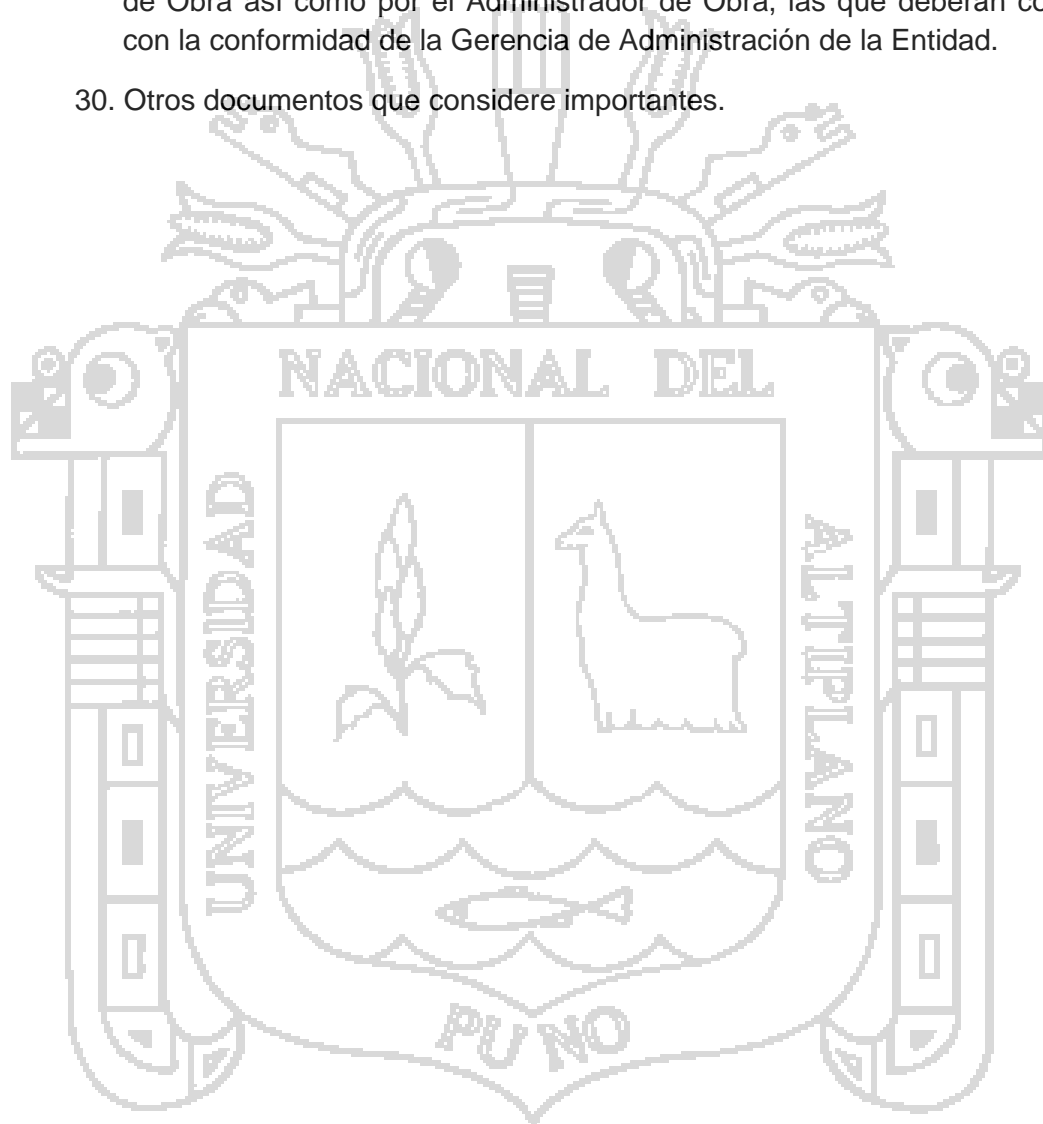 de Obra así como por el Administrador de Obra, las que deberán
con la conformidad de la Gerencia de Administración de la Entidad.
30. Otros documentos que considere importantes.
NACIONAL DEL
UNIVERSIDAD
ALTIPLANO
PUNO